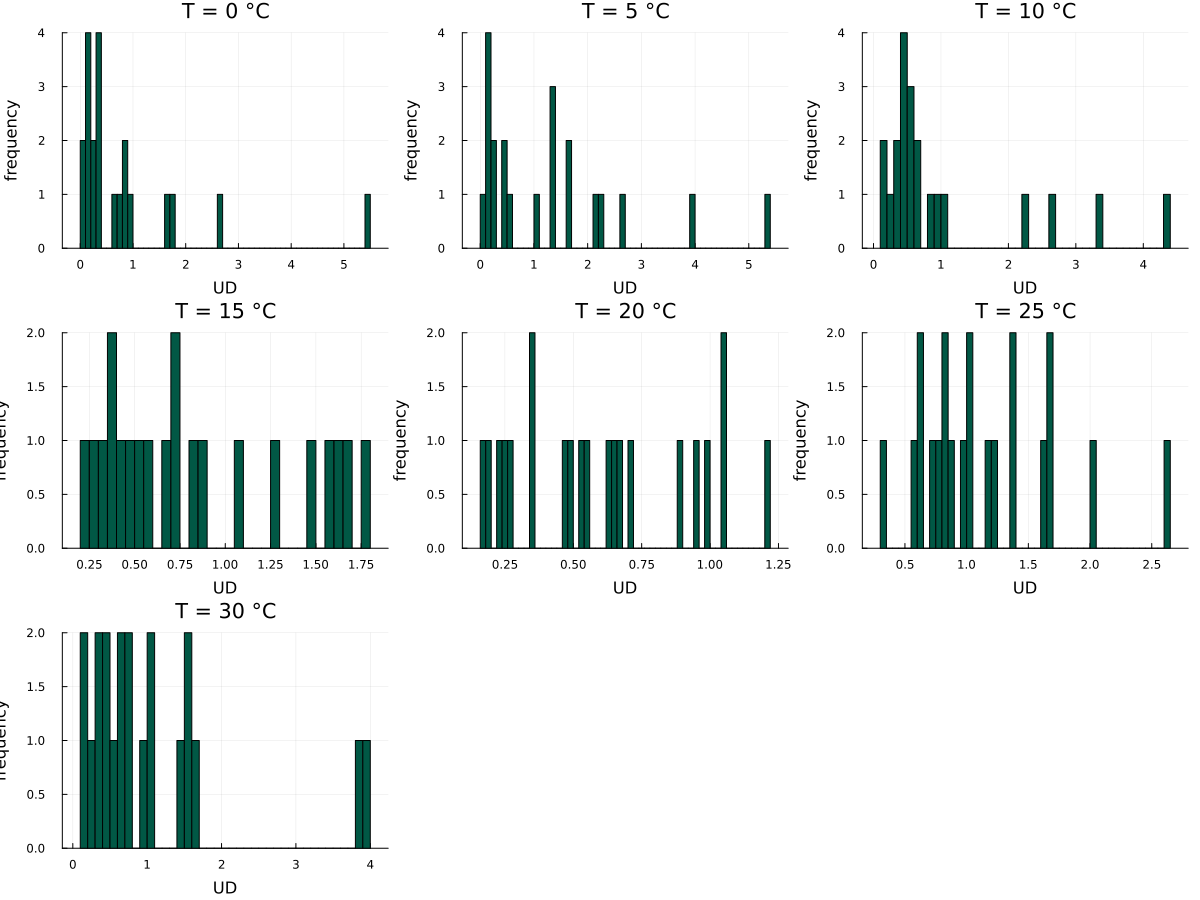 T = 0 °C
frequency
4
3
2
1
0
0 1 2 3 4 5
UD
T = 5 °C
frequency
4
3
2
1
0
0 1 2 3 4 5
UD
T = 10 °C
frequency
4
3
2
1
0
0 1 2 3 4
UD
T = 15 °C
frequency
2.0
1.5
1.0
0.5
0.0
0.25 0.50 0.75 1.00 1.25 1.50 1.75
UD
T = 20 °C
frequency
2.0
1.5
1.0
0.5
0.0
0.25 0.50 0.75 1.00 1.25
UD
T = 25 °C
frequency
2.0
1.5
1.0
0.5
0.0
0.5 1.0 1.5 2.0 2.5
UD
T = 30 °C
frequency
2.0
1.5
1.0
0.5
0.0
0 1 2 3 4
UD